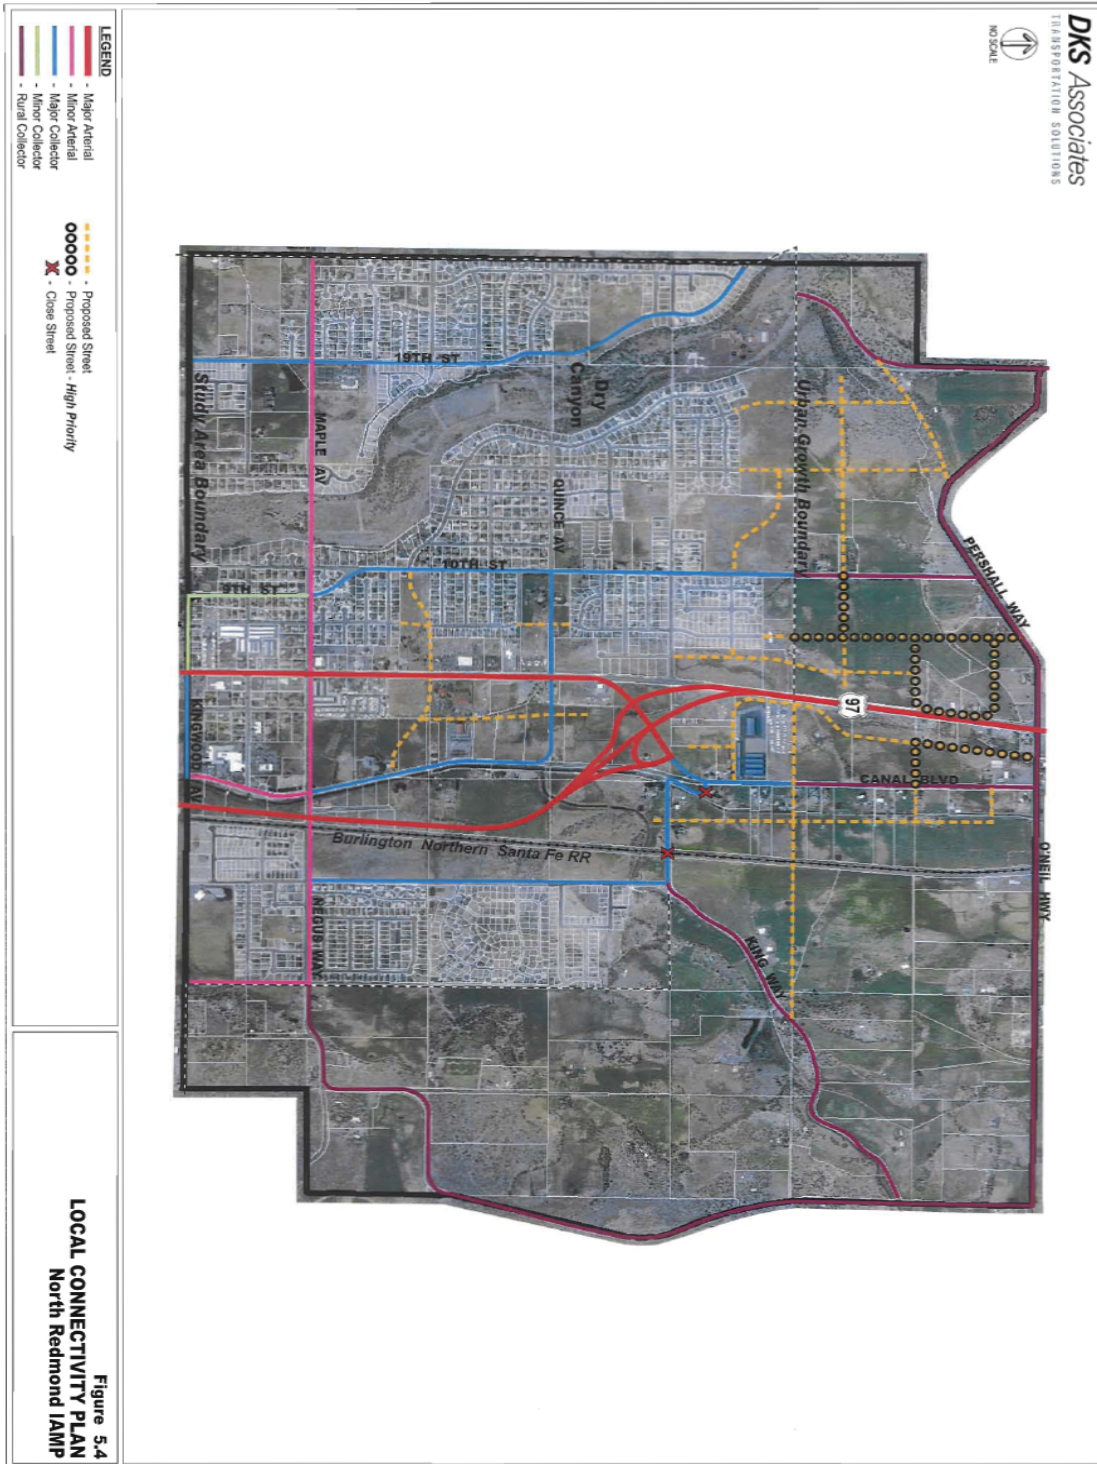 DKS Associates
TRANSPORTATION SOLUTIONS
NO SCALE
PERSHALL WAY
O'NEIL HWY
97
CANAL BLVD
Urban Growth Boundary
KING WAY
Dry
Canyon
QUINCE AV
19TH ST
10TH ST
9TH ST
MAPLE AV
NEGUS WAY
Burlington Northern Santa Fe RR
Study Area Boundary
KINGWOOD AV
LEGEND
- Major Arterial
- Minor Arterial
- Major Collector
- Minor Collector
- Rural Collector
- Proposed Street
- Proposed Street - High Priority
- Close Street
Figure 5.4
LOCAL CONNECTIVITY PLAN
North Redmond IAMP